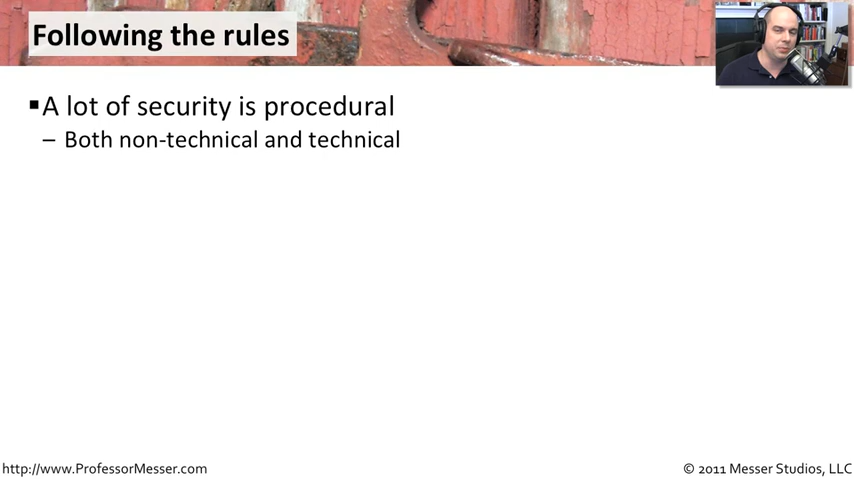 Following the rules
▪A lot of security is procedural
– Both non-technical and technical
http://www.ProfessorMesser.com
© 2011 Messer Studios, LLC